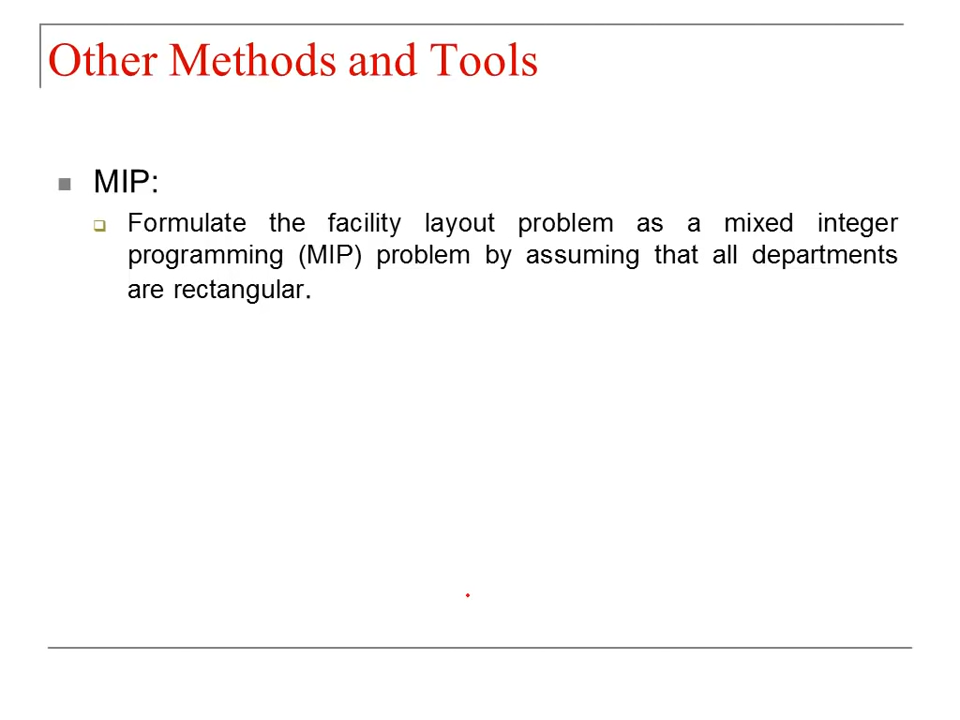 Other Methods and Tools
MIP:
Formulate the facility layout problem as a mixed integer
programming (MIP) problem by assuming that all departments
are rectangular.